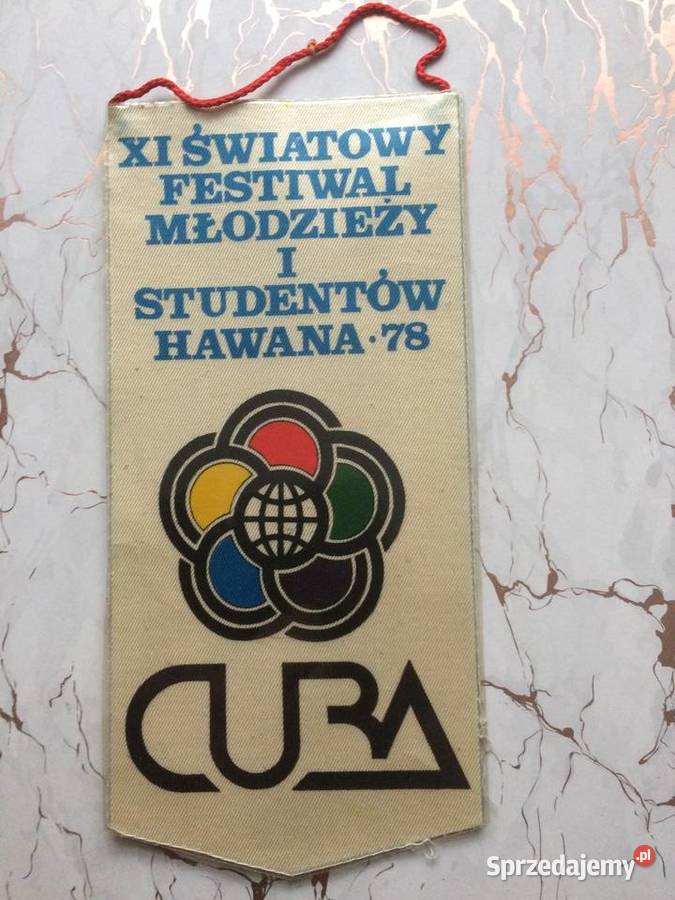 XI ŚWIATOWY
FESTIWAL
MŁODZIEŻY
I
STUDENTÓW
HAWANA·78
CUBA
Sprzedajemy.pl